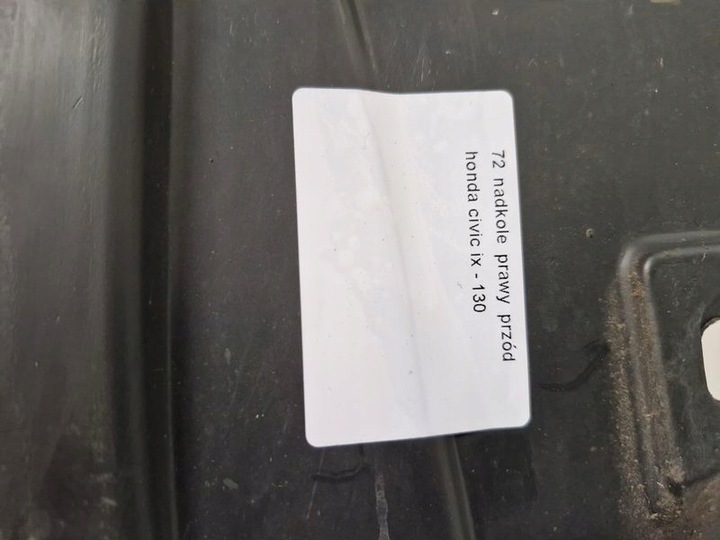 72 nadkole prawy przód
honda civic ix - 130